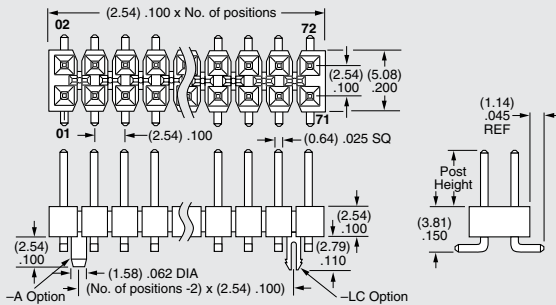 (2.54) .100 x No. of positions
02
72
(2.54)
.100
(5.08)
.200
01
(2.54) .100
(0.64) .025 SQ
71
(1.14)
.045
REF
Post
Height
(3.81)
.150
(2.54)
.100
(2.54)
.100
(2.79)
.110
(1.58) .062 DIA
(No. of positions -2) x (2.54) .100)
–A Option
–LC Option